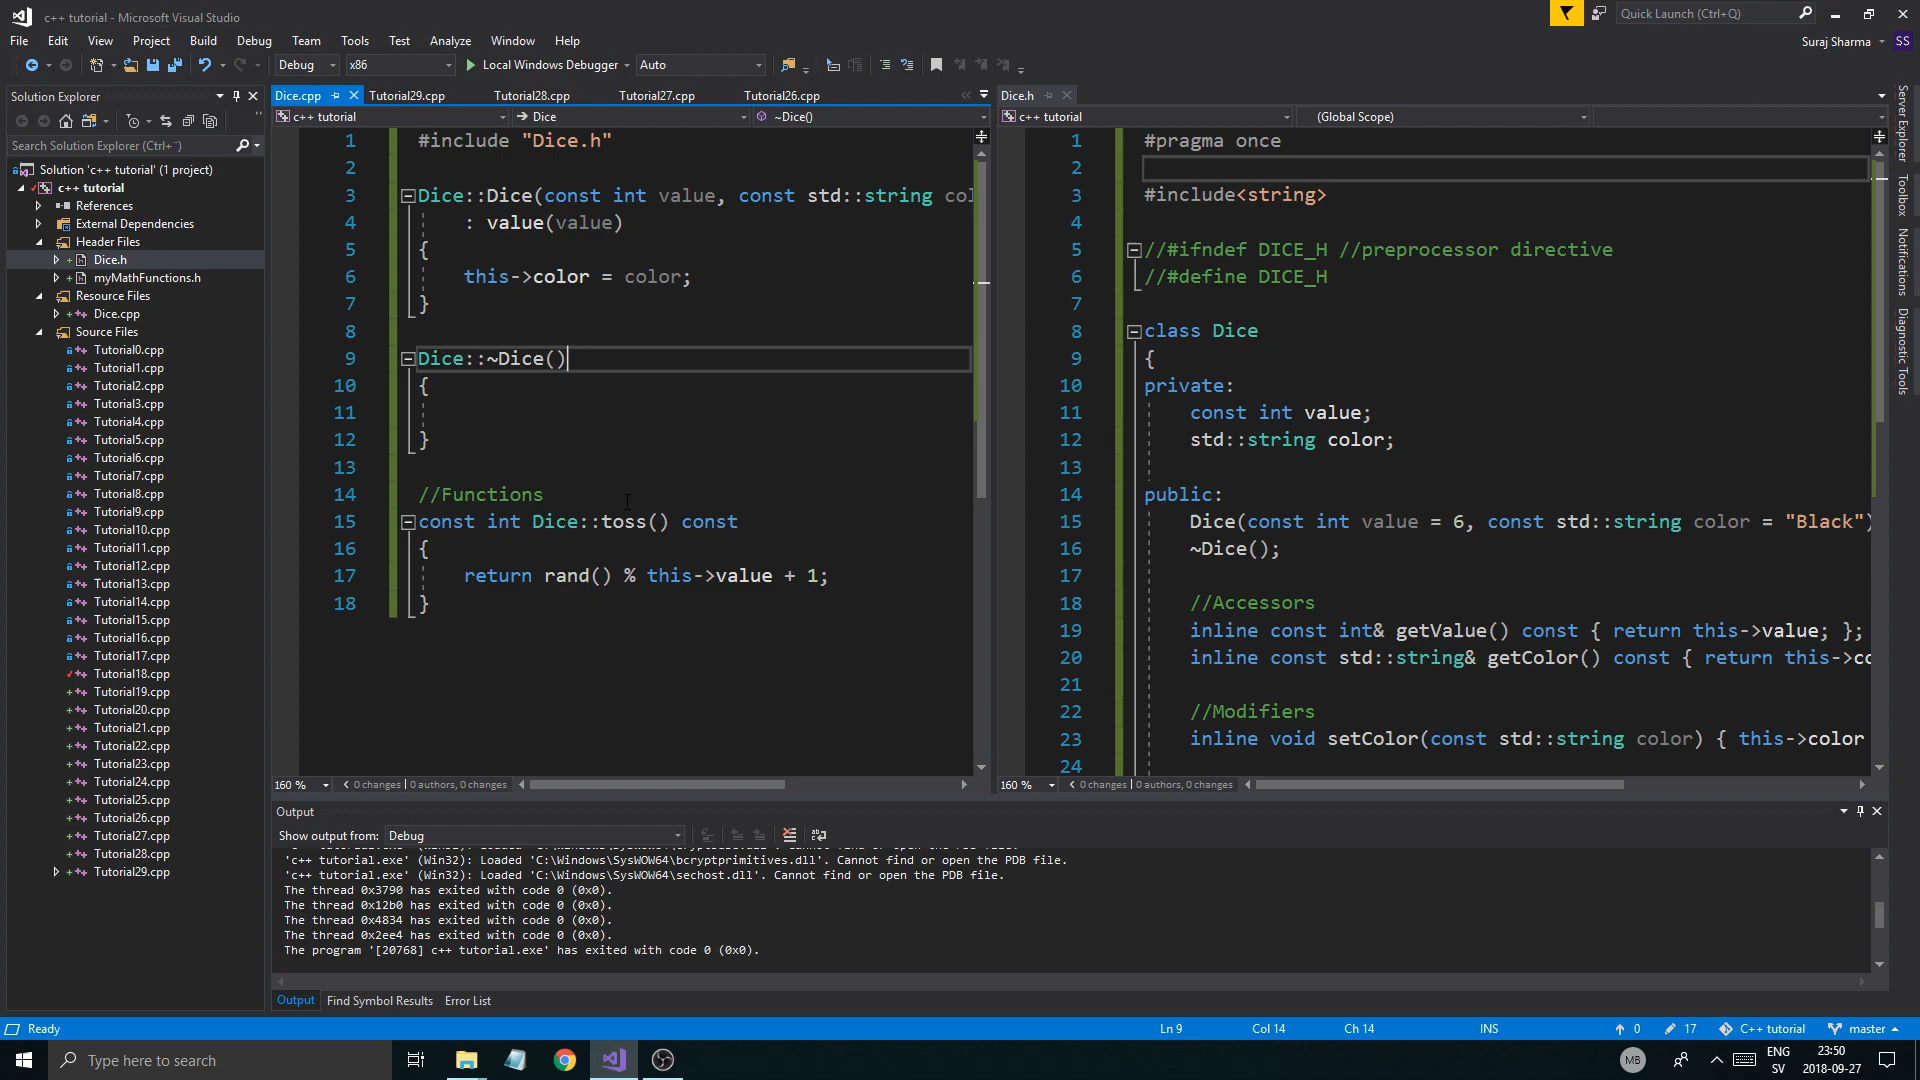 c++ tutorial - Microsoft Visual Studio
Quick Launch (Ctrl+Q)
File Edit View Project Build Debug Team Tools Test Analyze Window Help
Suraj Sharma SS
Debug x86 Local Windows Debugger Auto
Solution Explorer
Search Solution Explorer (Ctrl+¨)
Solution 'c++ tutorial' (1 project)
c++ tutorial
References
External Dependencies
Header Files
Dice.h
myMathFunctions.h
Resource Files
Dice.cpp
Source Files
Tutorial0.cpp
Tutorial1.cpp
Tutorial2.cpp
Tutorial3.cpp
Tutorial4.cpp
Tutorial5.cpp
Tutorial6.cpp
Tutorial7.cpp
Tutorial8.cpp
Tutorial9.cpp
Tutorial10.cpp
Tutorial11.cpp
Tutorial12.cpp
Tutorial13.cpp
Tutorial14.cpp
Tutorial15.cpp
Tutorial16.cpp
Tutorial17.cpp
Tutorial18.cpp
Tutorial19.cpp
Tutorial20.cpp
Tutorial21.cpp
Tutorial22.cpp
Tutorial23.cpp
Tutorial24.cpp
Tutorial25.cpp
Tutorial26.cpp
Tutorial27.cpp
Tutorial28.cpp
Tutorial29.cpp
Dice.cpp Tutorial29.cpp Tutorial28.cpp Tutorial27.cpp Tutorial26.cpp
c++ tutorial Dice ~Dice()
1 #include "Dice.h"
2
3 Dice::Dice(const int value, const std::string col
4 : value(value)
5 {
6 this->color = color;
7 }
8
9 Dice::~Dice()
10 {
11
12 }
13
14 //Functions
15 const int Dice::toss() const
16 {
17 return rand() % this->value + 1;
18 }
160 % 0 changes | 0 authors, 0 changes
Dice.h
c++ tutorial (Global Scope)
1 #pragma once
2
3 #include<string>
4
5 //#ifndef DICE_H //preprocessor directive
6 //#define DICE_H
7
8 class Dice
9 {
10 private:
11 const int value;
12 std::string color;
13
14 public:
15 Dice(const int value = 6, const std::string color = "Black")
16 ~Dice();
17
18 //Accessors
19 inline const int& getValue() const { return this->value; };
20 inline const std::string& getColor() const { return this->co
21
22 //Modifiers
23 inline void setColor(const std::string color) { this->color
24
160 % 0 changes | 0 authors, 0 changes
Server Explorer
Toolbox
Notifications
Diagnostic Tools
Output
Show output from: Debug
'c++ tutorial.exe' (Win32): Loaded 'C:\Windows\SysWOW64\bcryptprimitives.dll'. Cannot find or open the PDB file.
'c++ tutorial.exe' (Win32): Loaded 'C:\Windows\SysWOW64\sechost.dll'. Cannot find or open the PDB file.
The thread 0x3790 has exited with code 0 (0x0).
The thread 0x12b0 has exited with code 0 (0x0).
The thread 0x4834 has exited with code 0 (0x0).
The thread 0x2ee4 has exited with code 0 (0x0).
The program '[20768] c++ tutorial.exe' has exited with code 0 (0x0).
Output Find Symbol Results Error List
Ready Ln 9 Col 14 Ch 14 INS 0 17 C++ tutorial master
Type here to search
MB
ENG
SV
23:50
2018-09-27